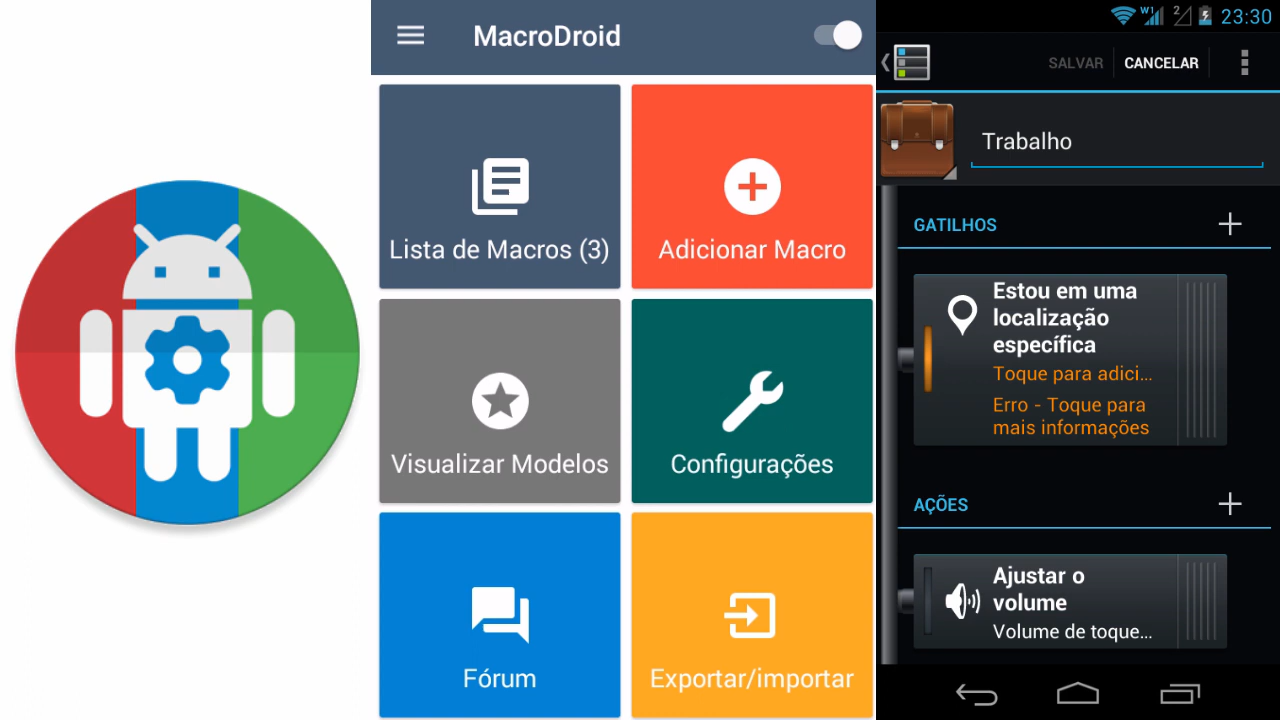 MacroDroid
Lista de Macros (3)
Adicionar Macro
Visualizar Modelos
Configurações
Fórum
Exportar/importar
W1 2 23:30
SALVAR CANCELAR
Trabalho
GATILHOS
Estou em uma
localização
específica
Toque para adici...
Erro - Toque para
mais informações
AÇÕES
Ajustar o
volume
Volume de toque...